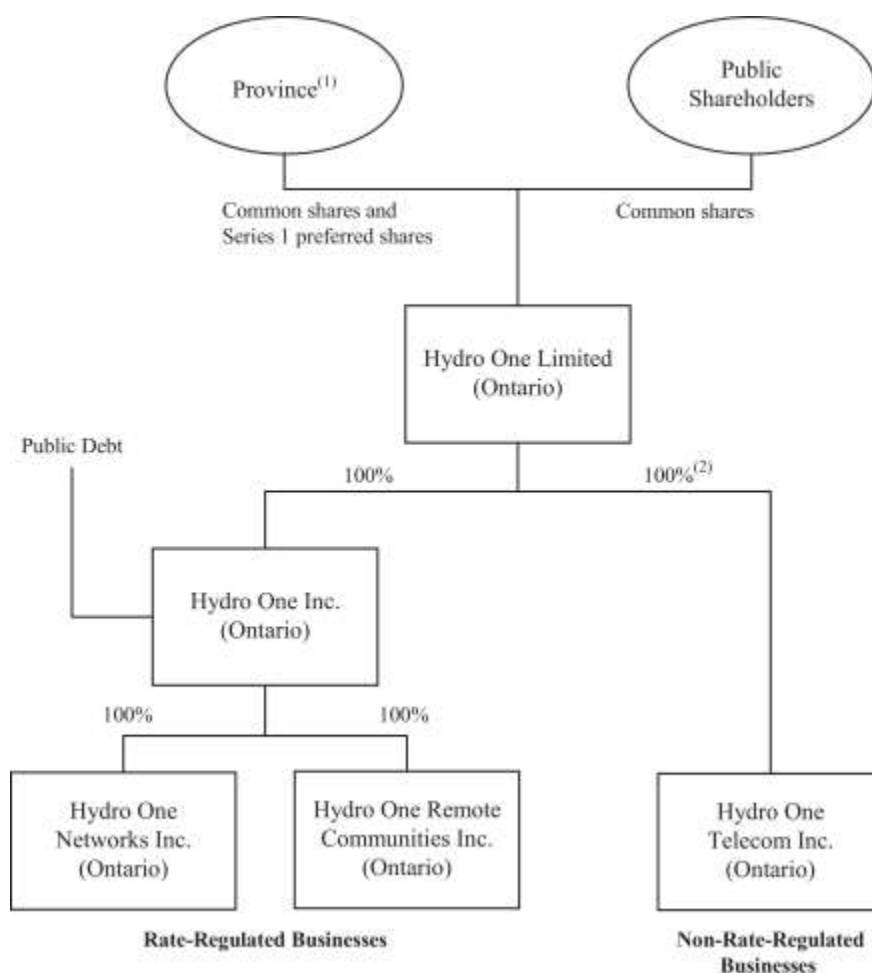 Province(1)
Public
Shareholders
Common shares and
Series 1 preferred shares
Common shares
Hydro One Limited
(Ontario)
Public Debt
100%
100%(2)
Hydro One Inc.
(Ontario)
100%
100%
Hydro One
Networks Inc.
(Ontario)
Hydro One Remote
Communities Inc.
(Ontario)
Hydro One
Telecom Inc.
(Ontario)
Rate-Regulated Businesses
Non-Rate-Regulated
Businesses